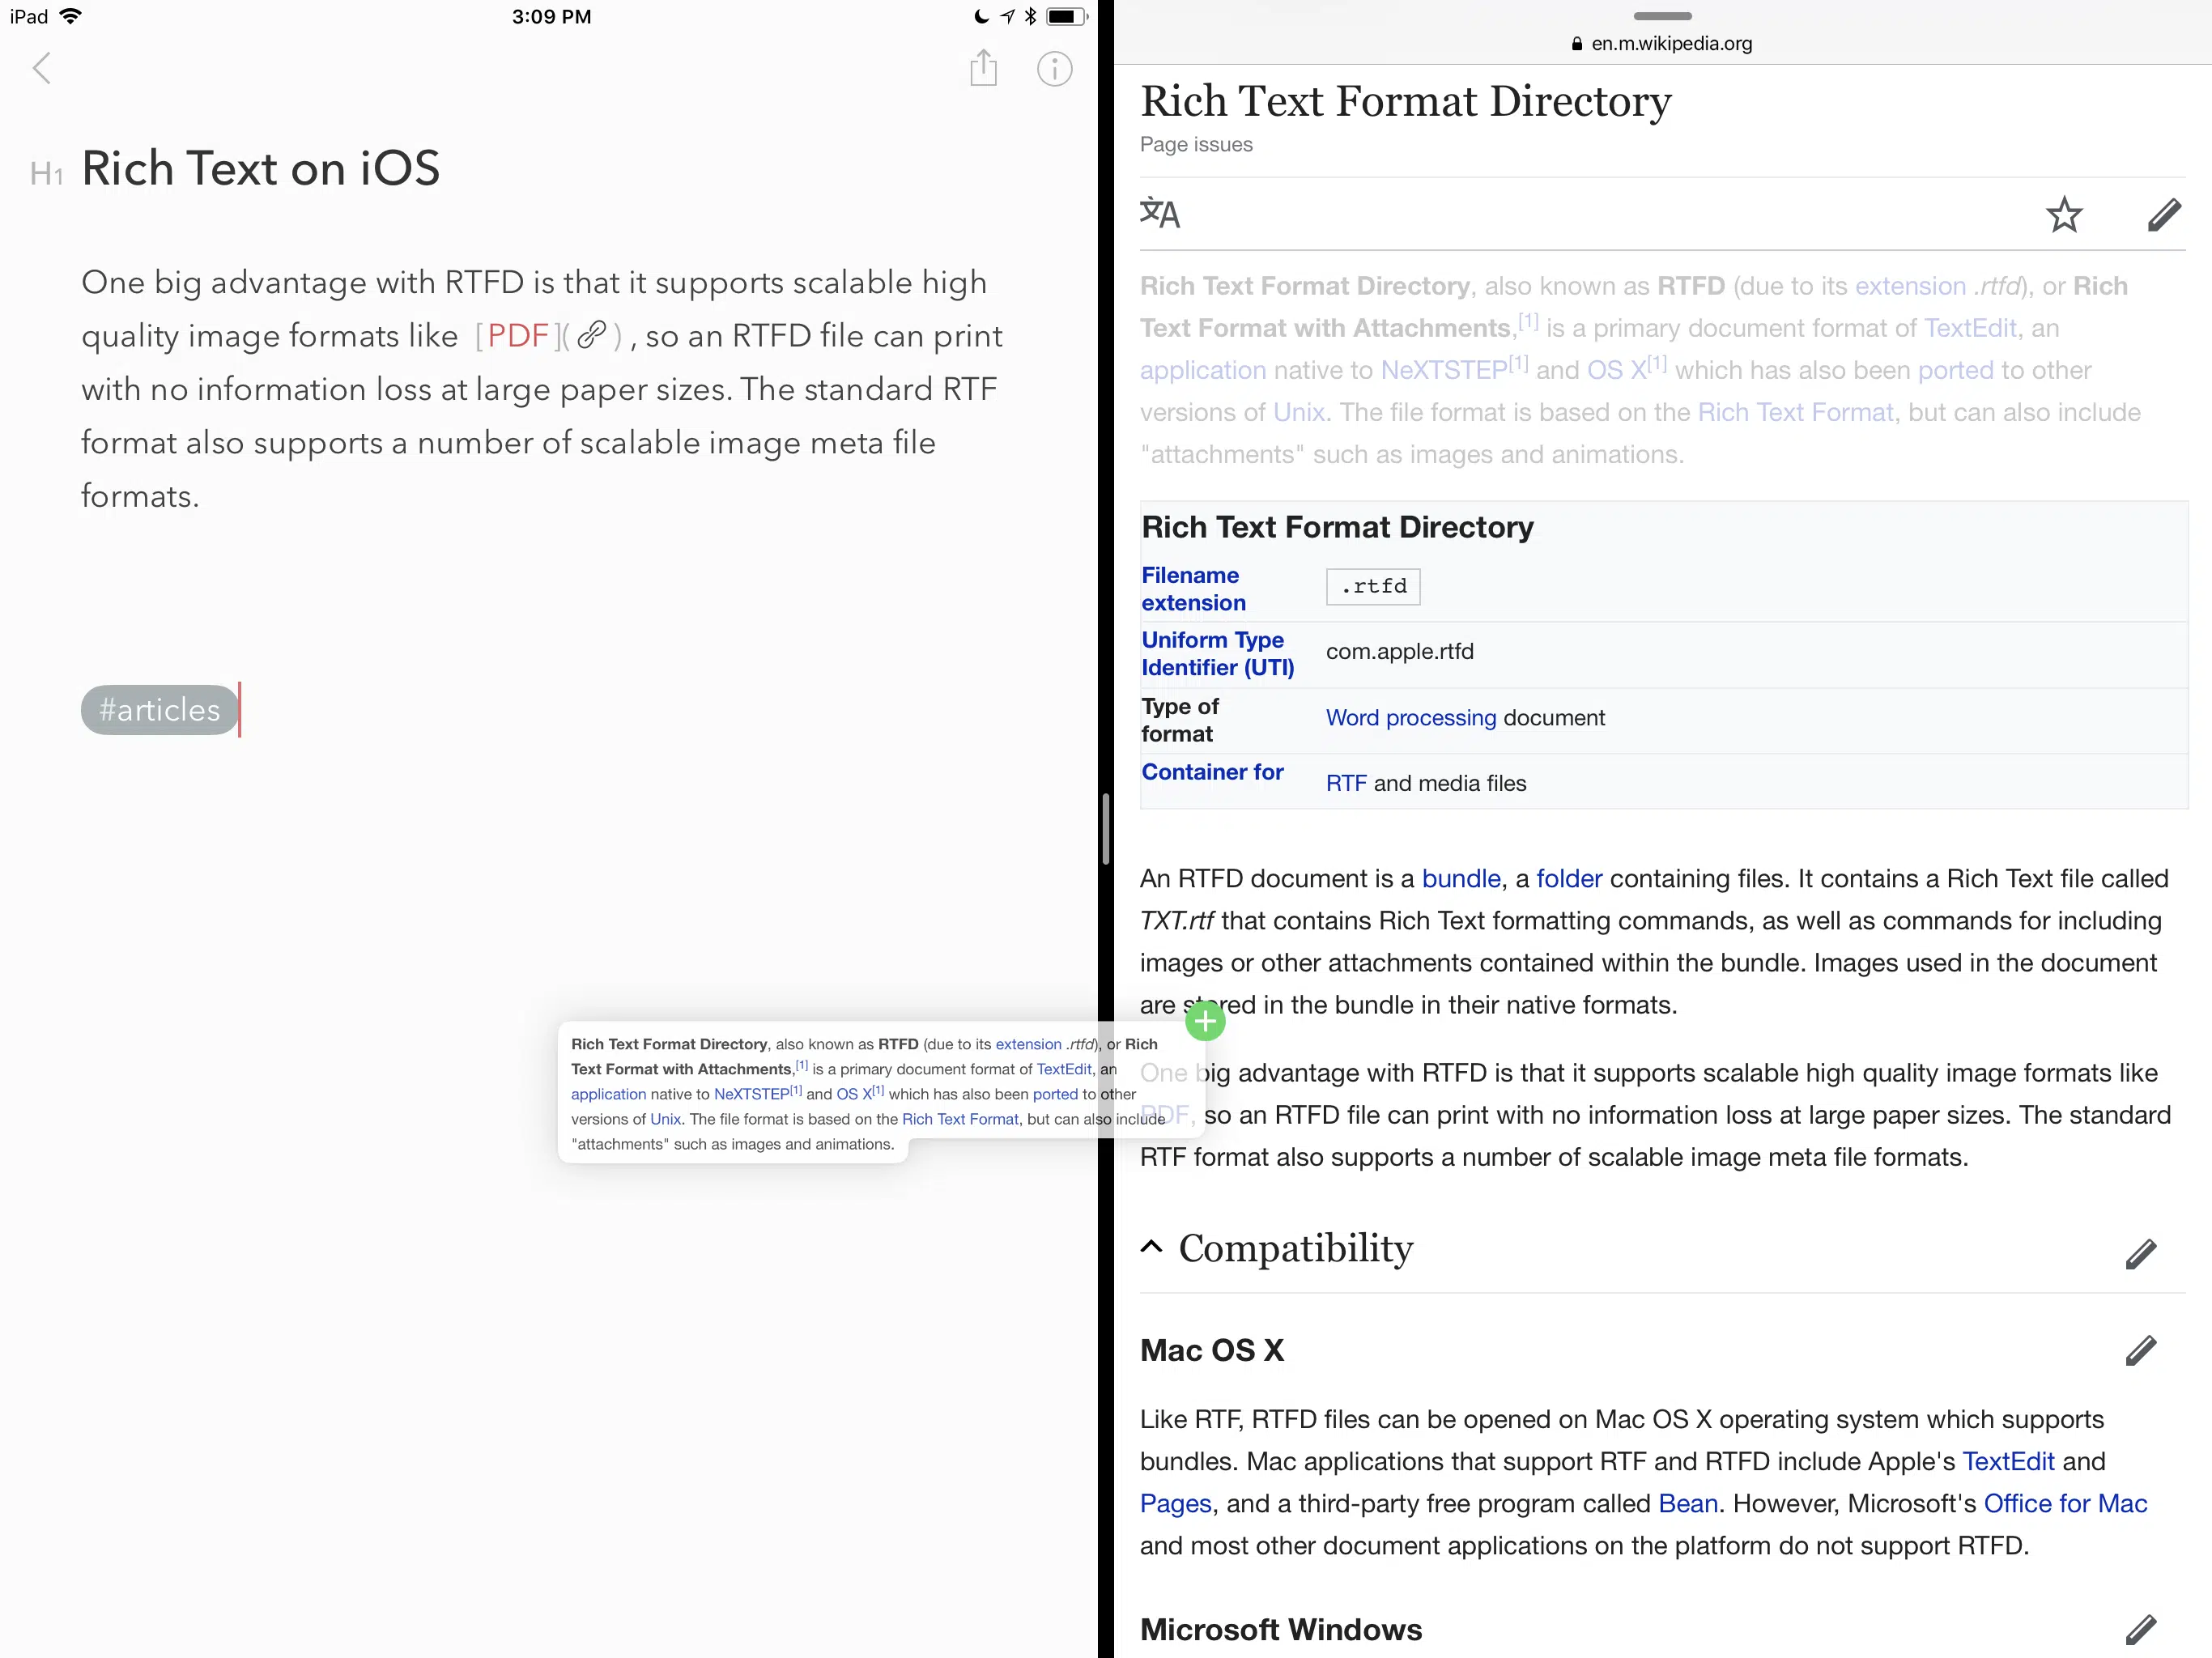 iPad
3:09 PM
H1 Rich Text on iOS
One big advantage with RTFD is that it supports scalable high
quality image formats like [PDF]( ), so an RTFD file can print
with no information loss at large paper sizes. The standard RTF
format also supports a number of scalable image meta file
formats.
#articles
Rich Text Format Directory, also known as RTFD (due to its extension .rtfd), or Rich
Text Format with Attachments,[1] is a primary document format of TextEdit, an
application native to NeXTSTEP[1] and OS X[1] which has also been ported to other
versions of Unix. The file format is based on the Rich Text Format, but can also include
"attachments" such as images and animations.
en.m.wikipedia.org
Rich Text Format Directory
Page issues
文A
Rich Text Format Directory, also known as RTFD (due to its extension .rtfd), or Rich
Text Format with Attachments,[1] is a primary document format of TextEdit, an
application native to NeXTSTEP[1] and OS X[1] which has also been ported to other
versions of Unix. The file format is based on the Rich Text Format, but can also include
"attachments" such as images and animations.
Rich Text Format Directory
Filename
extension
.rtfd
Uniform Type
Identifier (UTI)
com.apple.rtfd
Type of
format
Word processing document
Container for
RTF and media files
An RTFD document is a bundle, a folder containing files. It contains a Rich Text file called
TXT.rtf that contains Rich Text formatting commands, as well as commands for including
images or other attachments contained within the bundle. Images used in the document
are stored in the bundle in their native formats.
One big advantage with RTFD is that it supports scalable high quality image formats like
PDF, so an RTFD file can print with no information loss at large paper sizes. The standard
RTF format also supports a number of scalable image meta file formats.
Compatibility
Mac OS X
Like RTF, RTFD files can be opened on Mac OS X operating system which supports
bundles. Mac applications that support RTF and RTFD include Apple's TextEdit and
Pages, and a third-party free program called Bean. However, Microsoft's Office for Mac
and most other document applications on the platform do not support RTFD.
Microsoft Windows